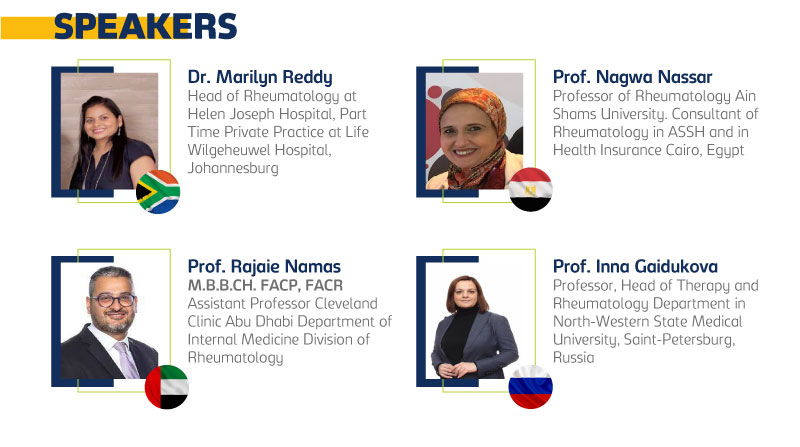 SPEAKERS
Dr. Marilyn Reddy
Head of Rheumatology at
Helen Joseph Hospital, Part
Time Private Practice at Life
Wilgeheuwel Hospital,
Johannesburg
Prof. Nagwa Nassar
Professor of Rheumatology Ain
Shams University. Consultant of
Rheumatology in ASSH and in
Health Insurance Cairo, Egypt
Prof. Rajaie Namas
M.B.B.CH. FACP, FACR
Assistant Professor Cleveland
Clinic Abu Dhabi Department of
Internal Medicine Division of
Rheumatology
Prof. Inna Gaidukova
Professor, Head of Therapy and
Rheumatology Department in
North-Western State Medical
University, Saint-Petersburg,
Russia